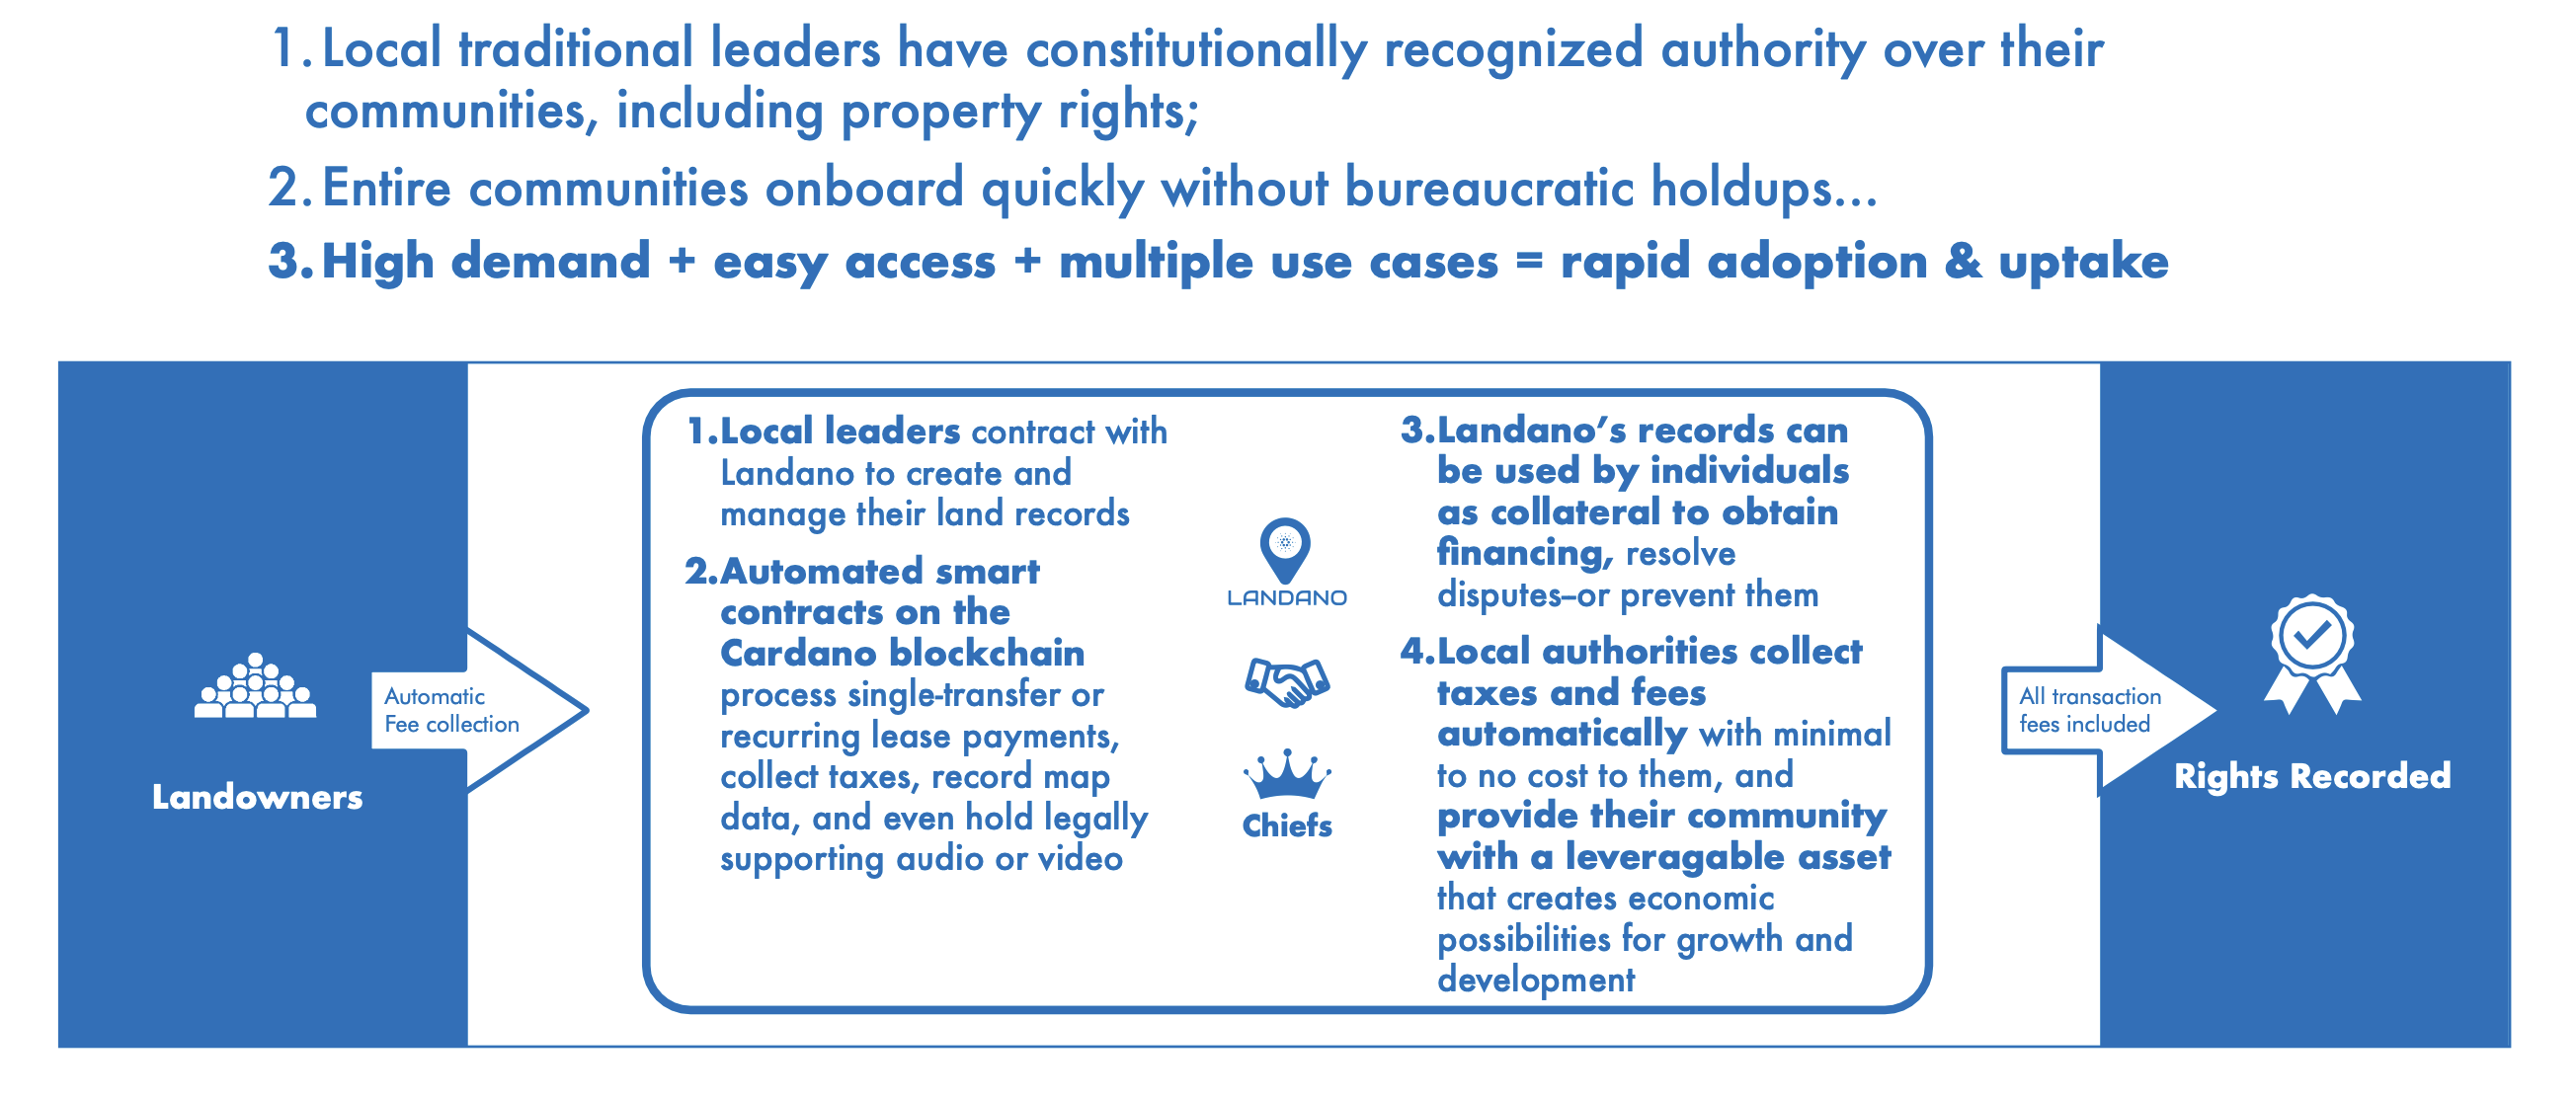 1. Local traditional leaders have constitutionally recognized authority over their
communities, including property rights;
2. Entire communities onboard quickly without bureaucratic holdups...
3. High demand + easy access + multiple use cases = rapid adoption & uptake
Landowners
Automatic
Fee collection
1. Local leaders contract with
Landano to create and
manage their land records
2. Automated smart
contracts on the
Cardano blockchain
process single-transfer or
recurring lease payments,
collect taxes, record map
data, and even hold legally
supporting audio or video
LANDANO
Chiefs
3. Landano’s records can
be used by individuals
as collateral to obtain
financing, resolve
disputes–or prevent them
4. Local authorities collect
taxes and fees
automatically with minimal
to no cost to them, and
provide their community
with a leveragable asset
that creates economic
possibilities for growth and
development
All transaction
fees included
Rights Recorded